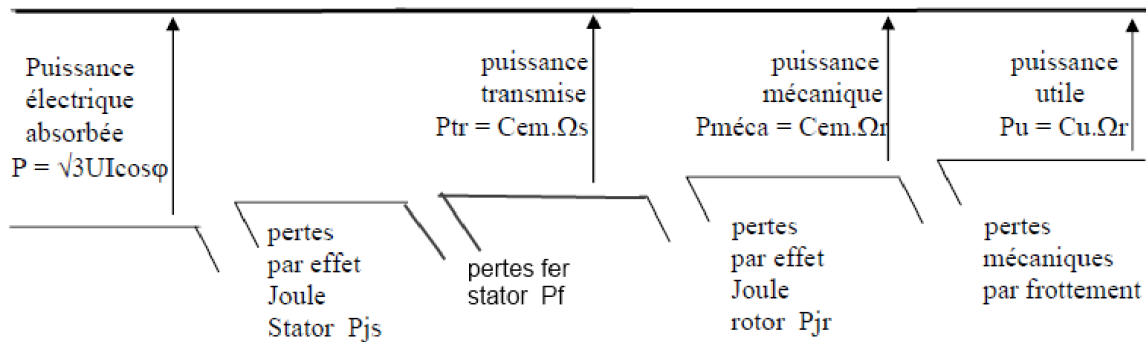 Puissance
électrique
absorbée
P = √3UIcosφ
puissance
transmise
Ptr = Cem.Ωs
puissance
mécanique
Pméca = Cem.Ωr
puissance
utile
Pu = Cu.Ωr
pertes
par effet
Joule
Stator Pjs
pertes fer
stator Pf
pertes
par effet
Joule
rotor Pjr
pertes
mécaniques
par frottement